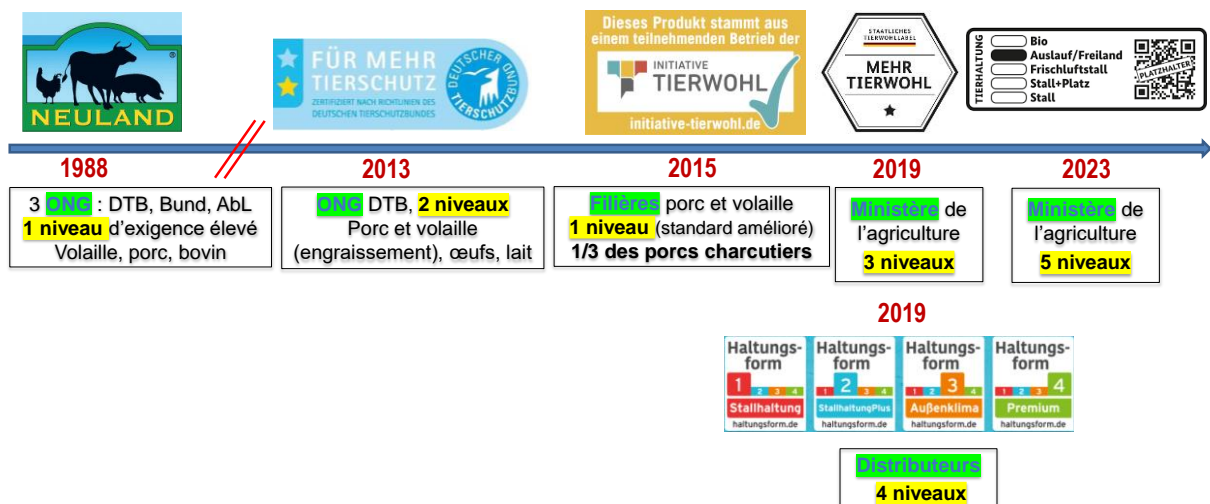 NEULAND
®
FÜR MEHR
TIERSCHUTZ
ZERTIFIZIERT NACH RICHTLINIEN DES
DEUTSCHEN TIERSCHUTZBUNDES
DEUTSCHER TIERSCHUTZBUND
Dieses Produkt stammt aus
einem teilnehmenden Betrieb der
INITIATIVE
TIERWOHL
initiative-tierwohl.de
STAATLICHES
TIERWOHLLABEL
MEHR
TIERWOHL
TIERHALTUNG
Bio
Auslauf/Freiland
Frischluftstall
Stall+Platz
Stall
PLATZHALTER
1988
3 ONG : DTB, Bund, AbL
1 niveau d'exigence élevé
Volaille, porc, bovin
2013
ONG DTB, 2 niveaux
Porc et volaille
(engraissement), œufs, lait
2015
Filières porc et volaille
1 niveau (standard amélioré)
1/3 des porcs charcutiers
2019
Ministère de
l'agriculture
3 niveaux
2023
Ministère de
l'agriculture
5 niveaux
2019
Haltungs-
form
1 2 3 4
Stallhaltung
haltungsform.de
Haltungs-
form
1 2 3 4
StallhaltungPlus
haltungsform.de
Haltungs-
form
1 2 3 4
Außenklima
haltungsform.de
Haltungs-
form
1 2 3 4
Premium
haltungsform.de
Distributeurs
4 niveaux